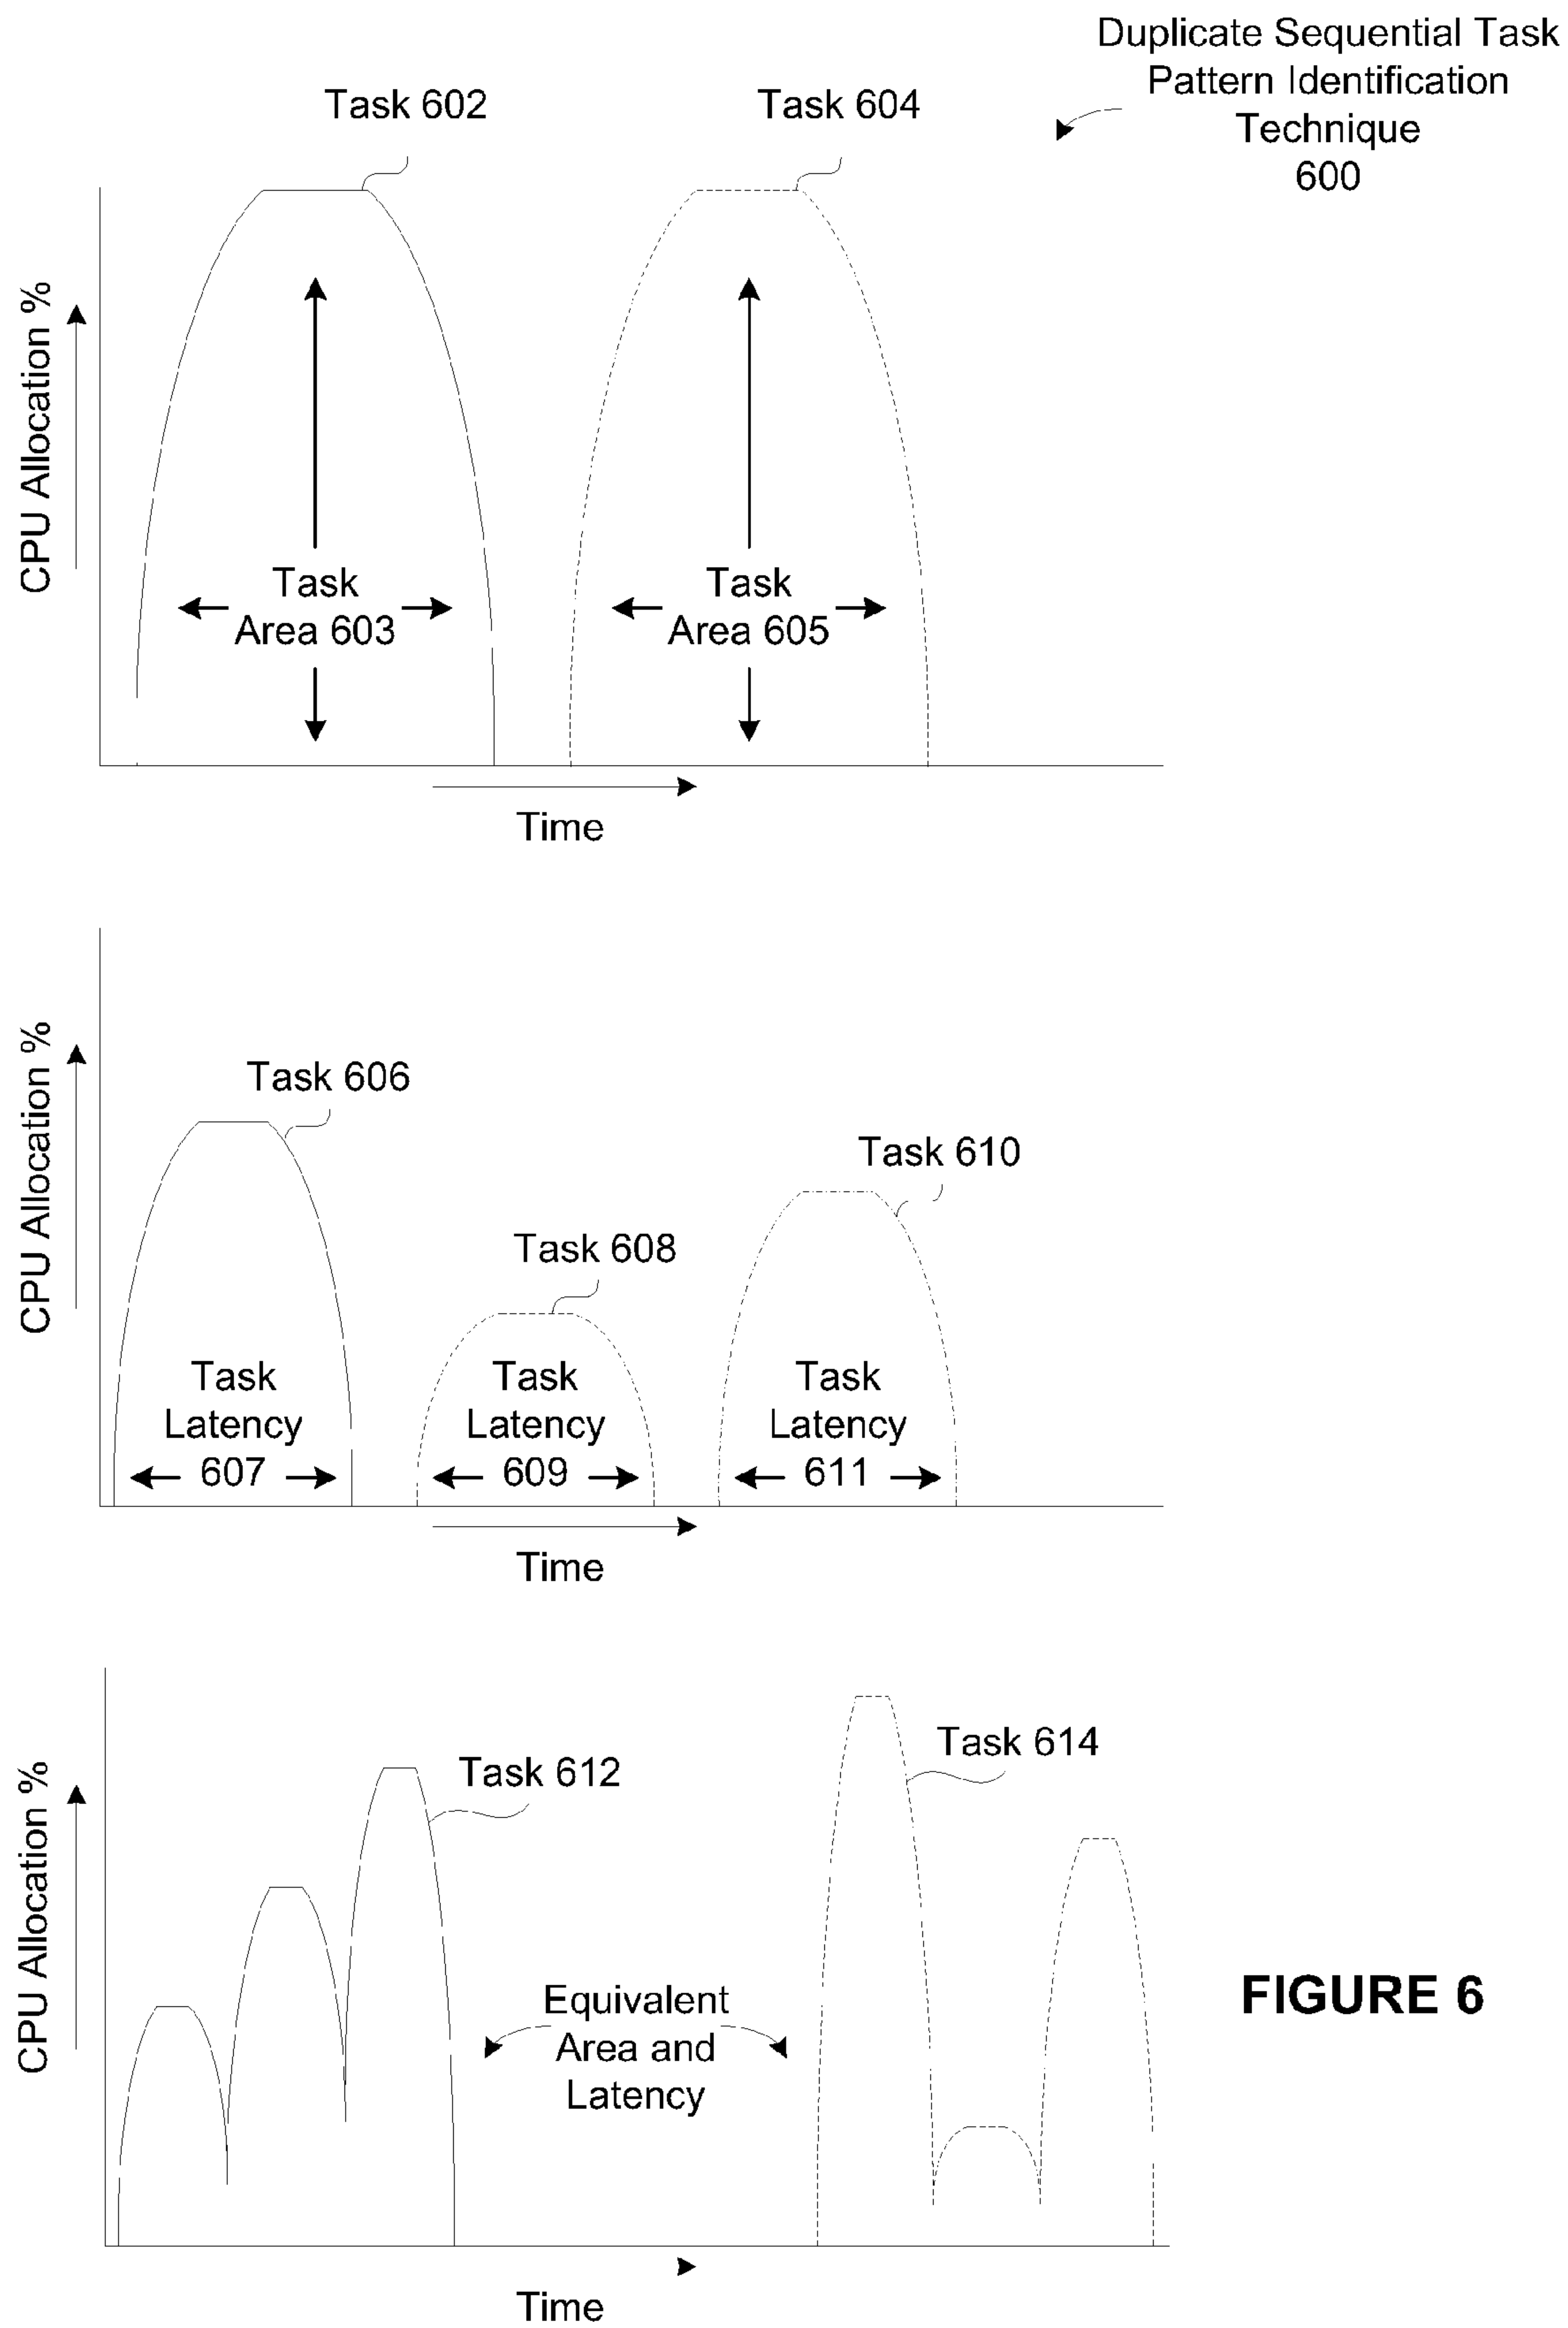 Duplicate Sequential Task
Pattern Identification
Technique
600
Task 602
Task 604
CPU Allocation %
Task
Area 603
Task
Area 605
Time
CPU Allocation %
Task 606
Task 610
Task 608
Task
Latency
607
Task
Latency
609
Task
Latency
611
Time
CPU Allocation %
Task 612
Task 614
Equivalent
Area and
Latency
FIGURE 6
Time